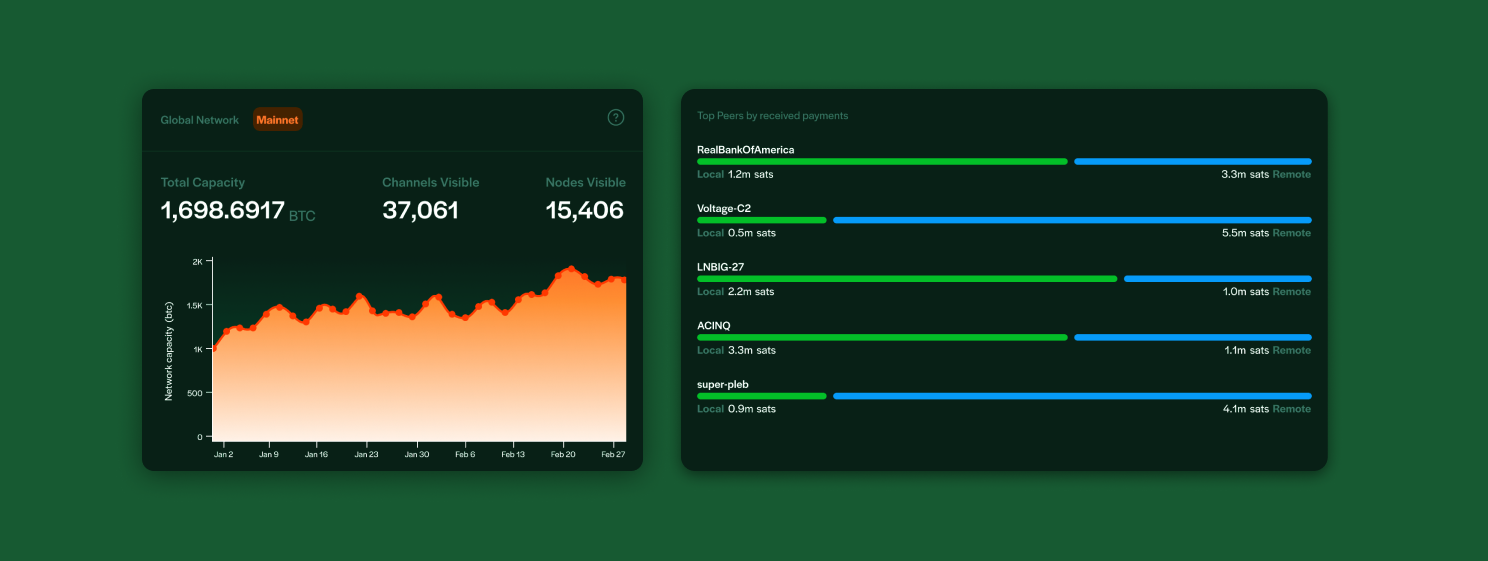 Global Network Mainnet ?
Total Capacity Channels Visible Nodes Visible
1,698.6917 BTC 37,061 15,406
Network capacity (btc)
2K
1.5K
1K
500
0
Jan 2 Jan 9 Jan 16 Jan 23 Jan 30 Feb 6 Feb 13 Feb 20 Feb 27
Top Peers by received payments
RealBankOfAmerica
Local 1.2m sats 3.3m sats Remote
Voltage-C2
Local 0.5m sats 5.5m sats Remote
LNBIG-27
Local 2.2m sats 1.0m sats Remote
ACINQ
Local 3.3m sats 1.1m sats Remote
super-pleb
Local 0.9m sats 4.1m sats Remote